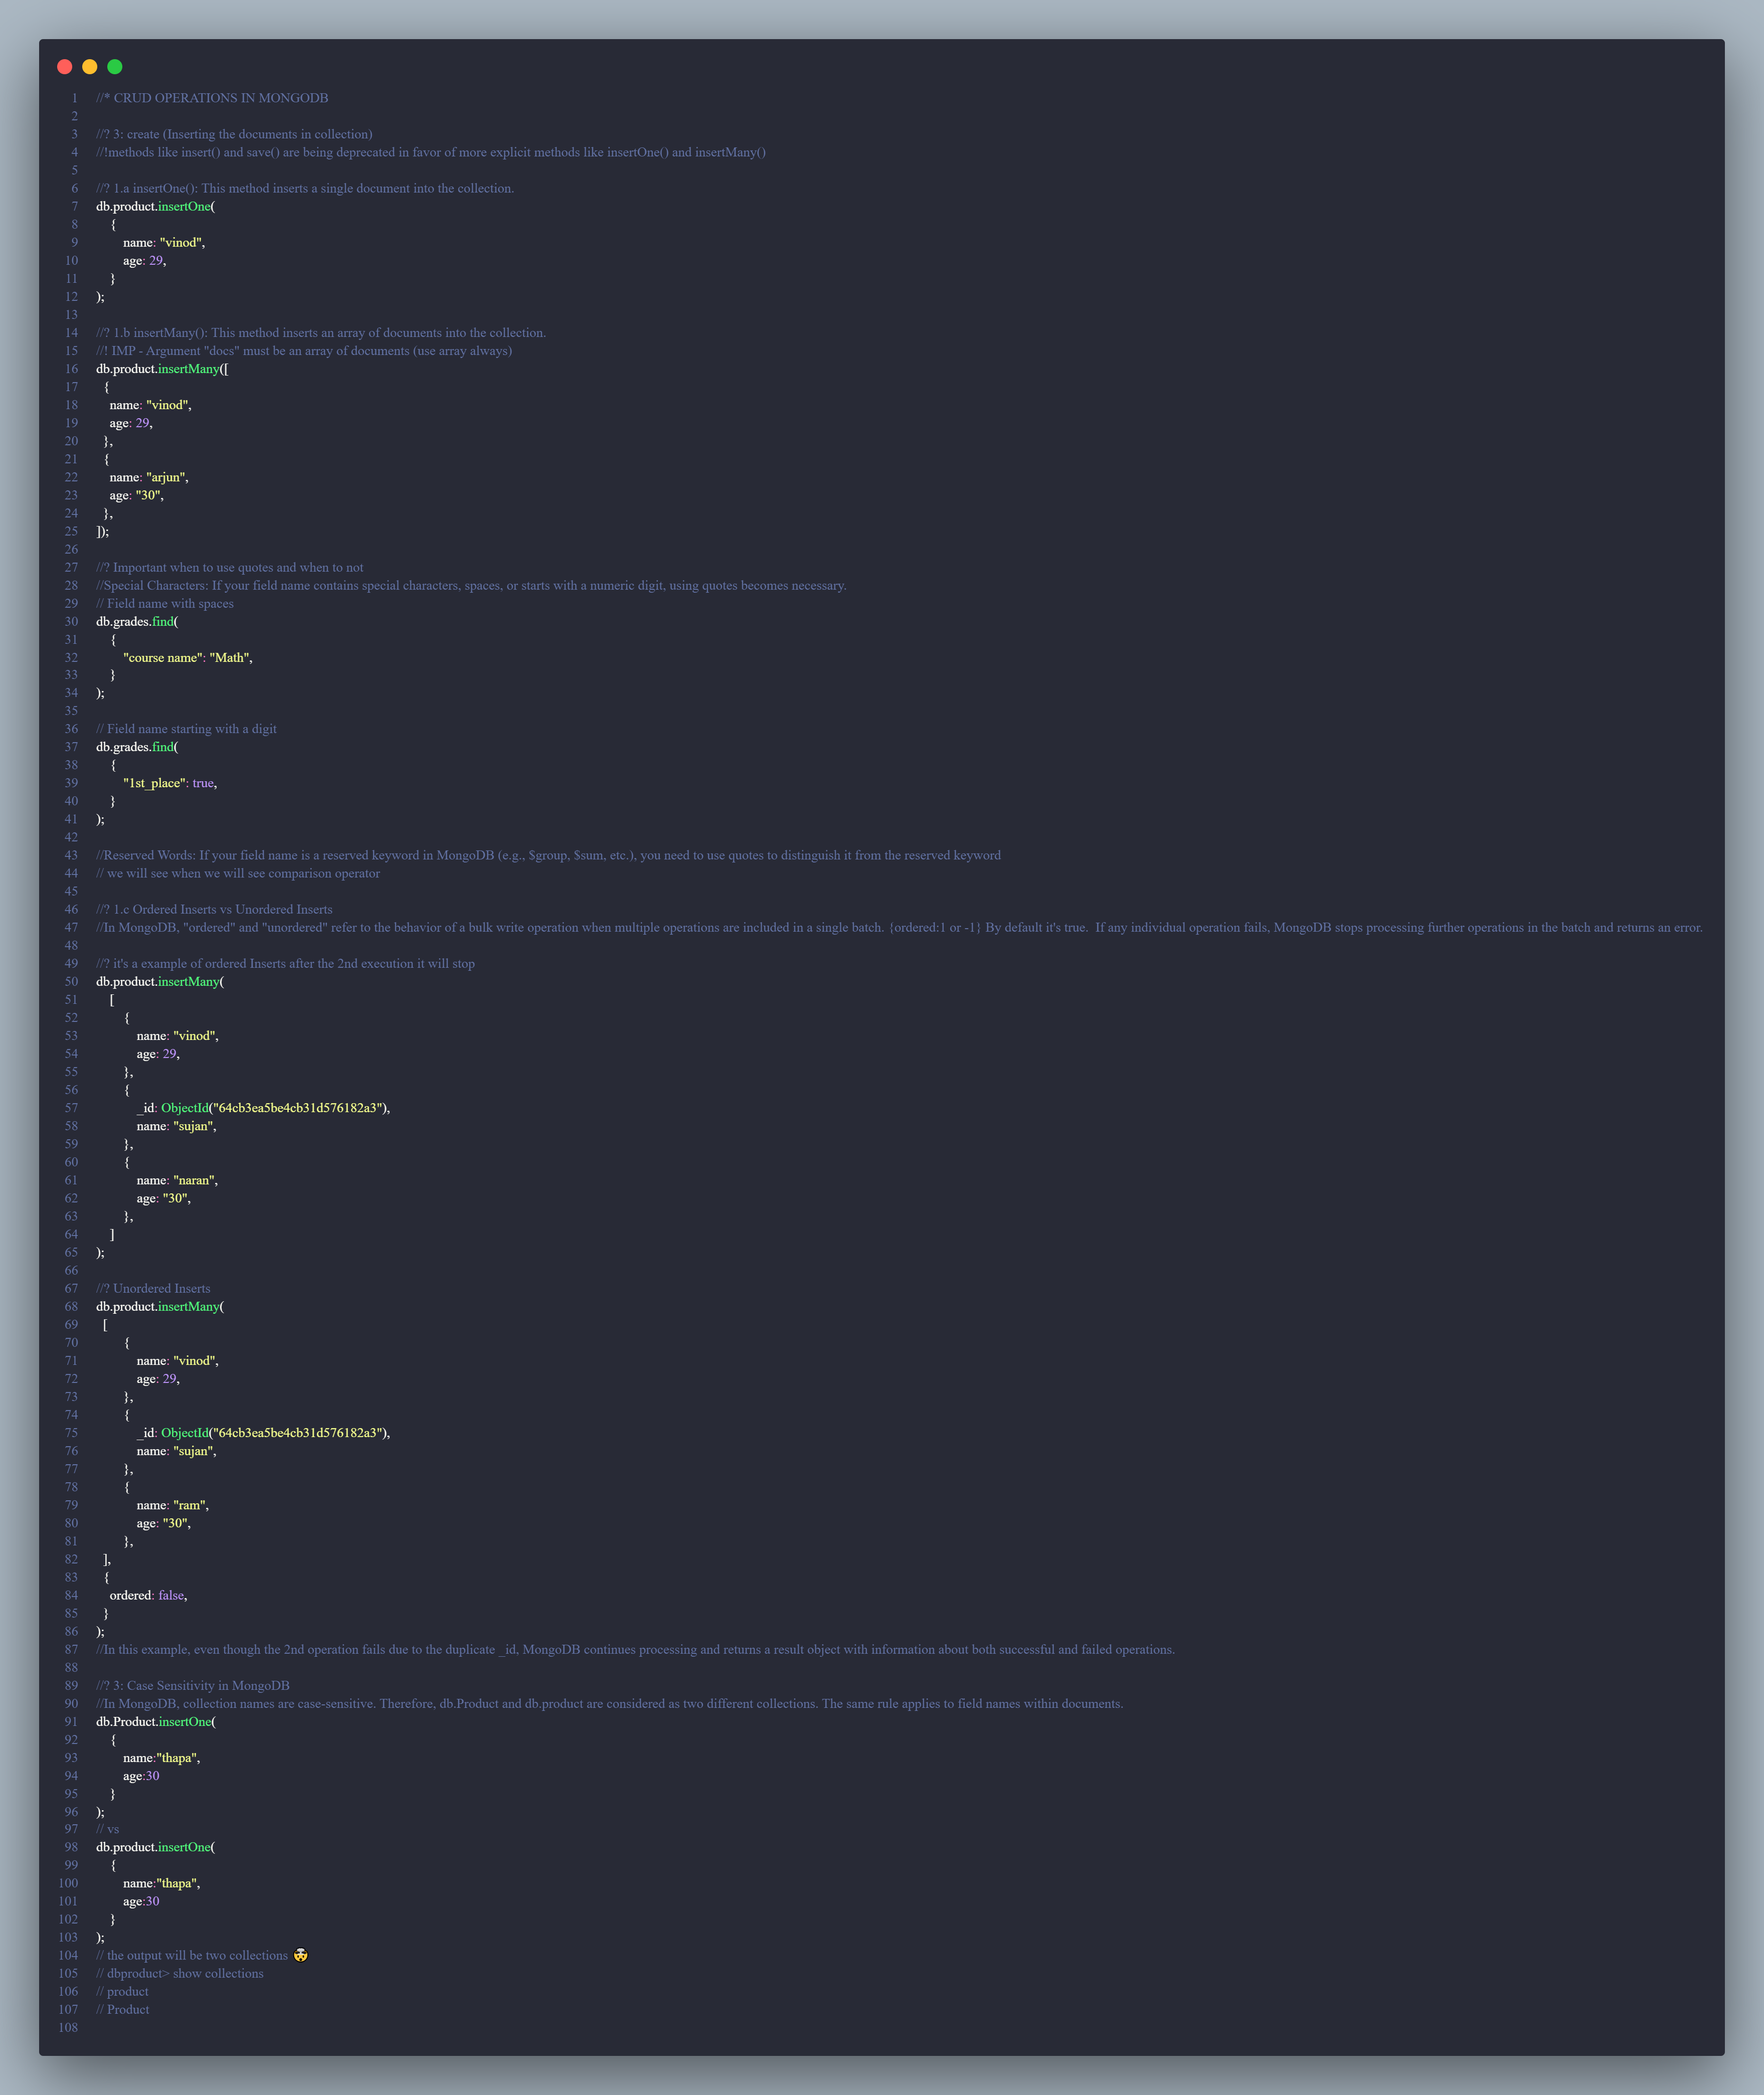 1 //* CRUD OPERATIONS IN MONGODB
2
3 //? 3: create (Inserting the documents in collection)
4 //!methods like insert() and save() are being deprecated in favor of more explicit methods like insertOne() and insertMany()
5
6 //? 1.a insertOne(): This method inserts a single document into the collection.
7 db.product.insertOne(
8     {
9         name: "vinod",
10         age: 29,
11     }
12 );
13
14 //? 1.b insertMany(): This method inserts an array of documents into the collection.
15 //! IMP - Argument "docs" must be an array of documents (use array always)
16 db.product.insertMany([
17   {
18     name: "vinod",
19     age: 29,
20   },
21   {
22     name: "arjun",
23     age: "30",
24   },
25 ]);
26
27 //? Important when to use quotes and when to not
28 //Special Characters: If your field name contains special characters, spaces, or starts with a numeric digit, using quotes becomes necessary.
29 // Field name with spaces
30 db.grades.find(
31     {
32         "course name": "Math",
33     }
34 );
35
36 // Field name starting with a digit
37 db.grades.find(
38     {
39         "1st_place": true,
40     }
41 );
42
43 //Reserved Words: If your field name is a reserved keyword in MongoDB (e.g., $group, $sum, etc.), you need to use quotes to distinguish it from the reserved keyword
44 // we will see when we will see comparison operator
45
46 //? 1.c Ordered Inserts vs Unordered Inserts
47 //In MongoDB, "ordered" and "unordered" refer to the behavior of a bulk write operation when multiple operations are included in a single batch. {ordered:1 or -1} By default it's true.  If any individual operation fails, MongoDB stops processing further operations in the batch and returns an error.
48
49 //? it's a example of ordered Inserts after the 2nd execution it will stop
50 db.product.insertMany(
51     [
52         {
53             name: "vinod",
54             age: 29,
55         },
56         {
57             _id: ObjectId("64cb3ea5be4cb31d576182a3"),
58             name: "sujan",
59         },
60         {
61             name: "naran",
62             age: "30",
63         },
64     ]
65 );
66
67 //? Unordered Inserts
68 db.product.insertMany(
69   [
70         {
71             name: "vinod",
72             age: 29,
73         },
74         {
75             _id: ObjectId("64cb3ea5be4cb31d576182a3"),
76             name: "sujan",
77         },
78         {
79             name: "ram",
80             age: "30",
81         },
82   ],
83   {
84     ordered: false,
85   }
86 );
87 //In this example, even though the 2nd operation fails due to the duplicate _id, MongoDB continues processing and returns a result object with information about both successful and failed operations.
88
89 //? 3: Case Sensitivity in MongoDB
90 //In MongoDB, collection names are case-sensitive. Therefore, db.Product and db.product are considered as two different collections. The same rule applies to field names within documents.
91 db.Product.insertOne(
92     {
93         name:"thapa",
94         age:30
95     }
96 );
97 // vs
98 db.product.insertOne(
99     {
100         name:"thapa",
101         age:30
102     }
103 );
104 // the output will be two collections 🤯
105 // dbproduct> show collections
106 // product
107 // Product
108